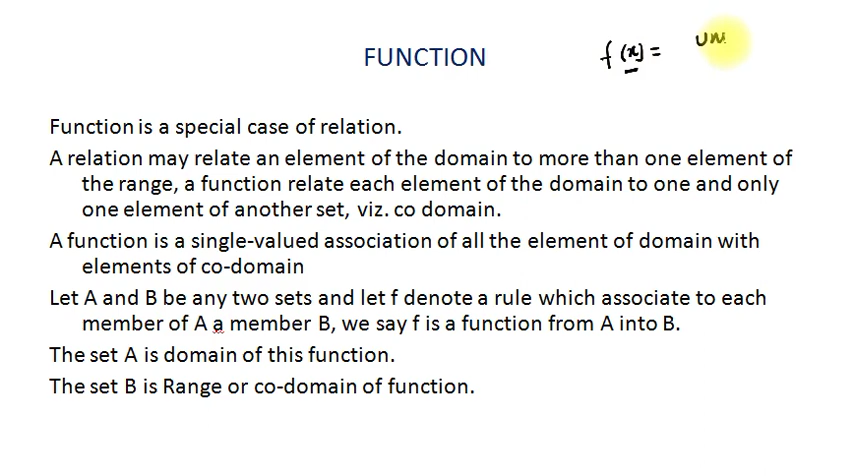 FUNCTION
f(x) =
UN
Function is a special case of relation.
A relation may relate an element of the domain to more than one element of
the range, a function relate each element of the domain to one and only
one element of another set, viz. co domain.
A function is a single-valued association of all the element of domain with
elements of co-domain
Let A and B be any two sets and let f denote a rule which associate to each
member of A a member B, we say f is a function from A into B.
The set A is domain of this function.
The set B is Range or co-domain of function.